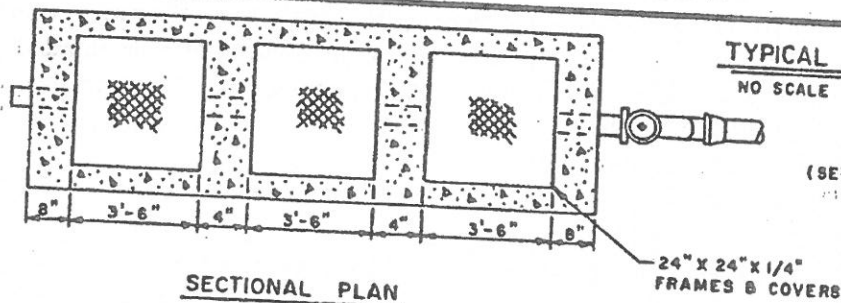 TYPICAL
NO SCALE
(SE
8" 3'-6" 4" 3'-6" 4" 3'-6" 8"
24" X 24" X 1/4"
FRAMES & COVERS
SECTIONAL PLAN